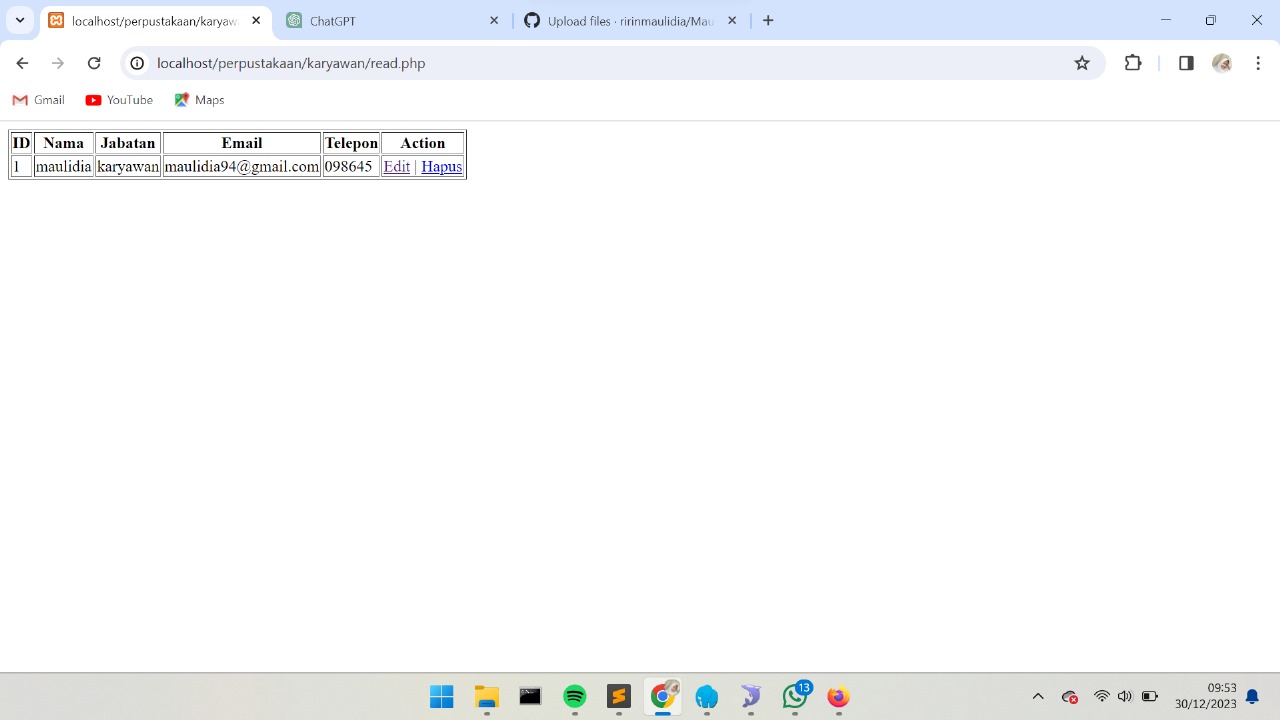 localhost/perpustakaan/karyaw
ChatGPT
Upload files · ririnmaulidia/Mau
localhost/perpustakaan/karyawan/read.php
Gmail YouTube Maps
ID Nama Jabatan Email Telepon Action
1 maulidia karyawan maulidia94@gmail.com 098645 Edit | Hapus
13
09:53
30/12/2023